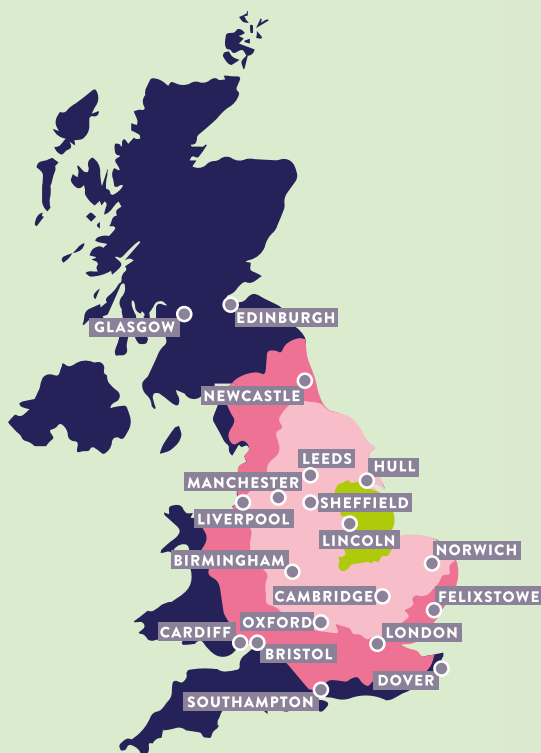 EDINBURGH
GLASGOW
NEWCASTLE
LEEDS
HULL
MANCHESTER
SHEFFIELD
LIVERPOOL
LINCOLN
NORWICH
BIRMINGHAM
CAMBRIDGE
FELIXSTOWE
OXFORD
CARDIFF
LONDON
BRISTOL
DOVER
SOUTHAMPTON